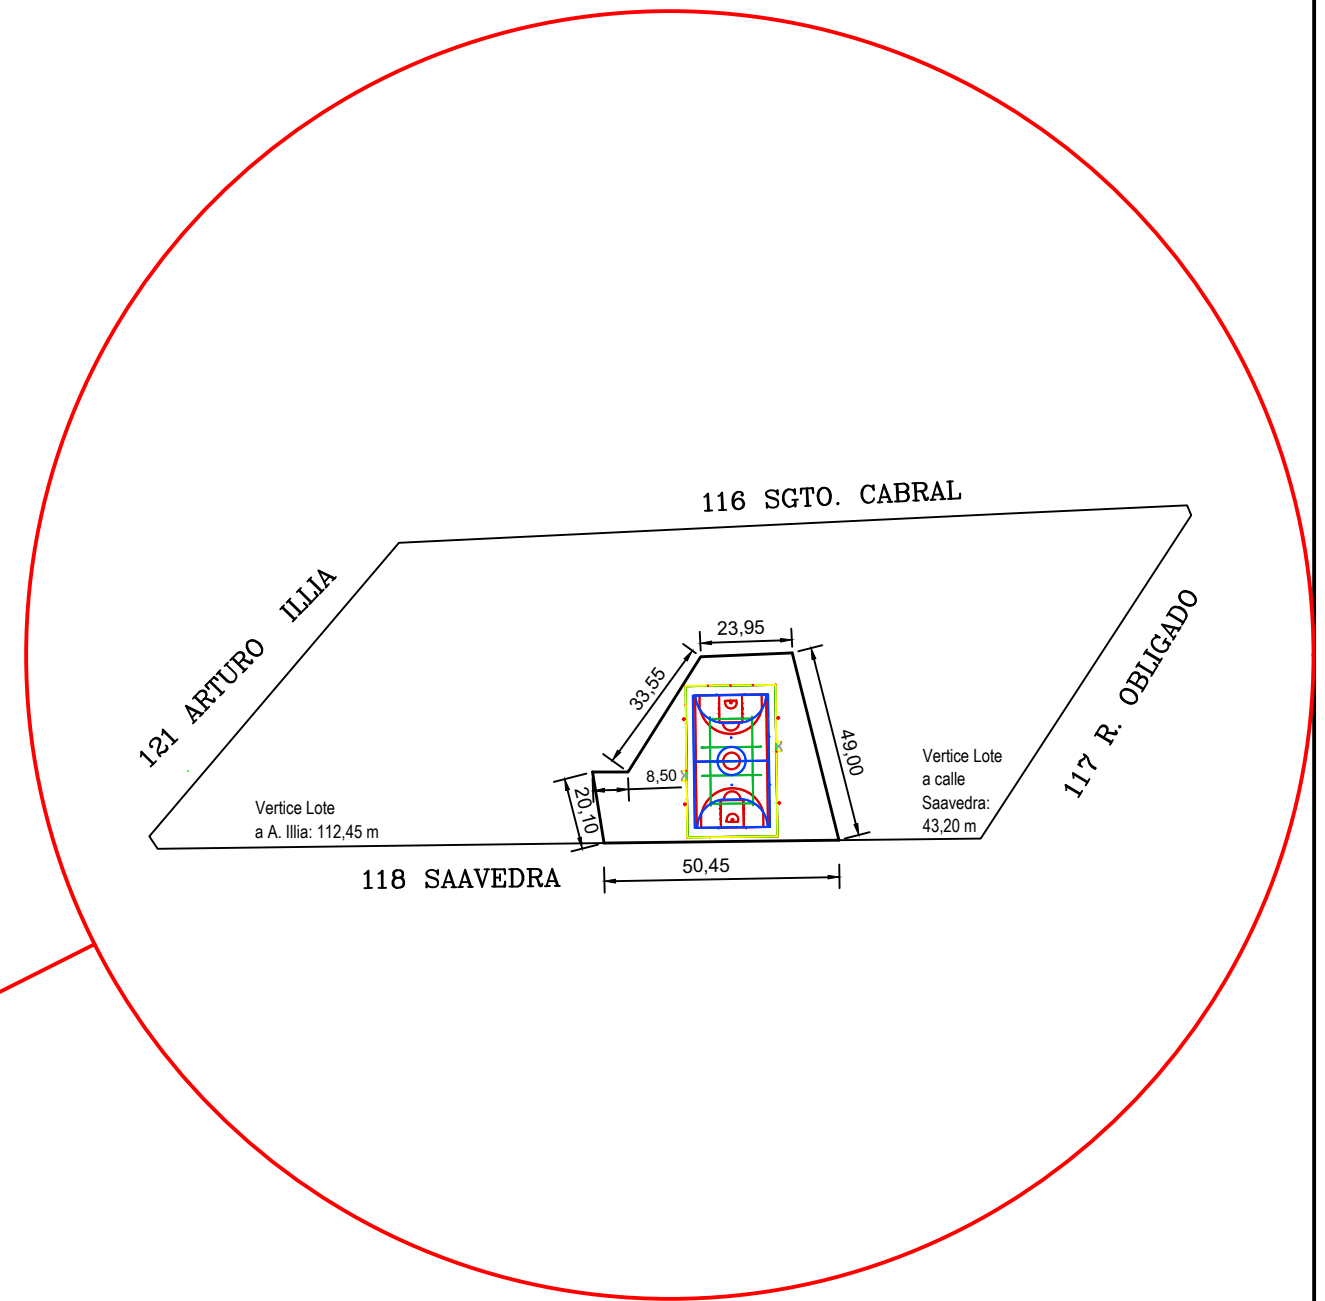 116 SGTO. CABRAL
121 ARTURO ILLIA
117 R. OBLIGADO
23,95
33,55
49,00
8,50
20,10
Vertice Lote
a calle
Saavedra:
43,20 m
Vertice Lote
a A. Illia: 112,45 m
50,45
118 SAAVEDRA